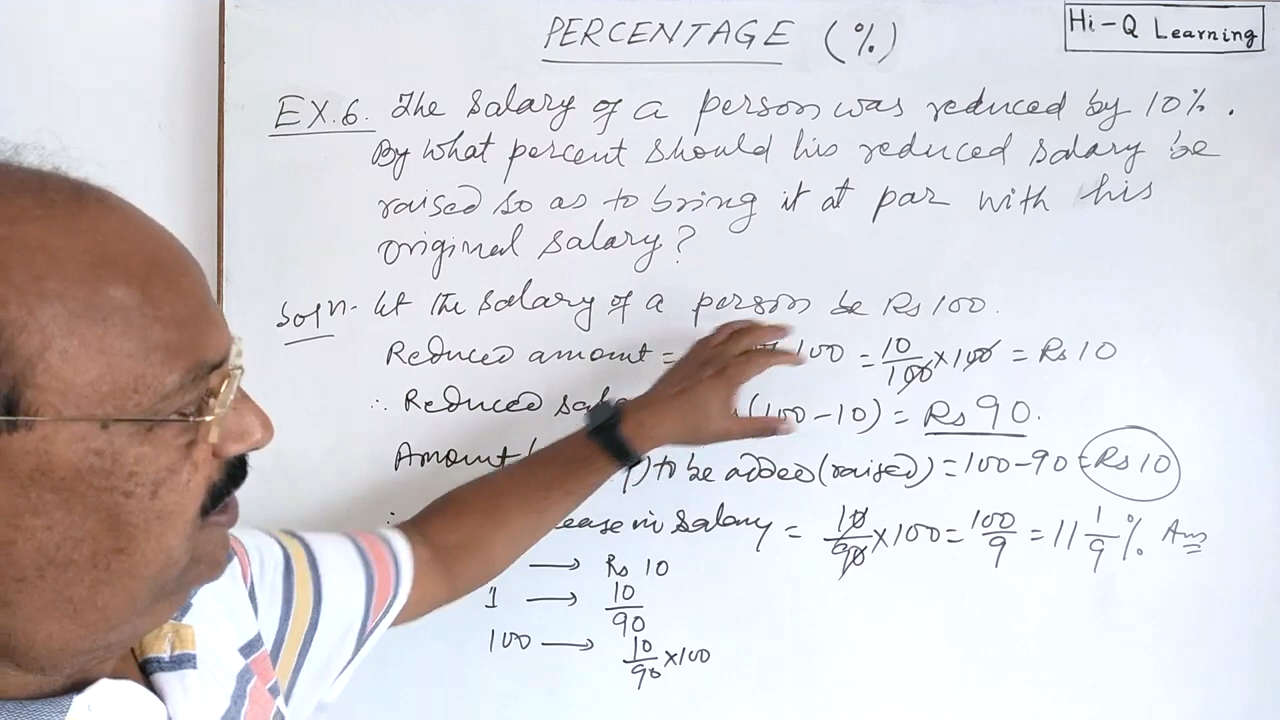 PERCENTAGE (%)
Hi-Q Learning
EX.6. The salary of a person was reduced by 10%.
By what percent should his reduced salary be
raised so as to bring it at par with his
original salary?
Soln. let the salary of a person be Rs 100.
Reduced amount = 100 = 10/100 × 100 = Rs 10
∴ Reduced (100-10) = Rs 90.
Amount to be added (raised) = 100-90 = Rs 10
in salary = 10/90 × 100 = 100/9 = 11 1/9 %. Ans
→ Rs 10
1 → 10/90
100 → 10/90 × 100